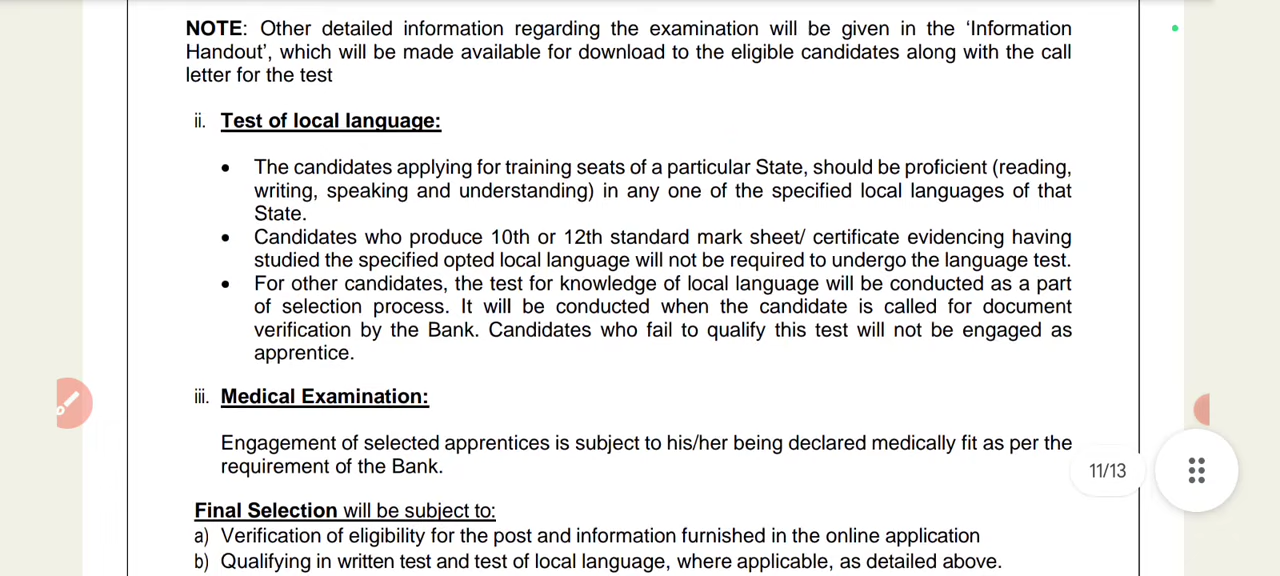 NOTE: Other detailed information regarding the examination will be given in the ‘Information
Handout’, which will be made available for download to the eligible candidates along with the call
letter for the test
ii. Test of local language:
• The candidates applying for training seats of a particular State, should be proficient (reading,
writing, speaking and understanding) in any one of the specified local languages of that
State.
• Candidates who produce 10th or 12th standard mark sheet/ certificate evidencing having
studied the specified opted local language will not be required to undergo the language test.
• For other candidates, the test for knowledge of local language will be conducted as a part
of selection process. It will be conducted when the candidate is called for document
verification by the Bank. Candidates who fail to qualify this test will not be engaged as
apprentice.
iii. Medical Examination:
Engagement of selected apprentices is subject to his/her being declared medically fit as per the
requirement of the Bank.
11/13
Final Selection will be subject to:
a) Verification of eligibility for the post and information furnished in the online application
b) Qualifying in written test and test of local language, where applicable, as detailed above.